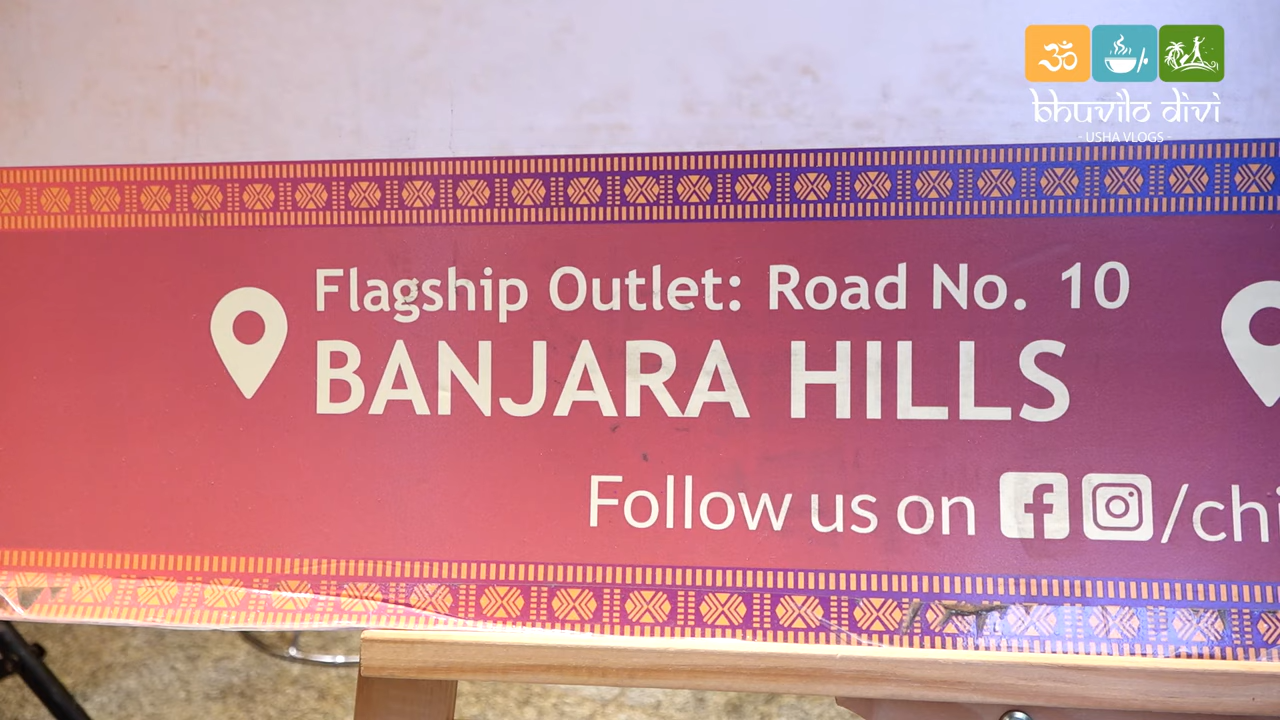 bhuvilo divi
- USHA VLOGS -
Flagship Outlet: Road No. 10
BANJARA HILLS
Follow us on /chi